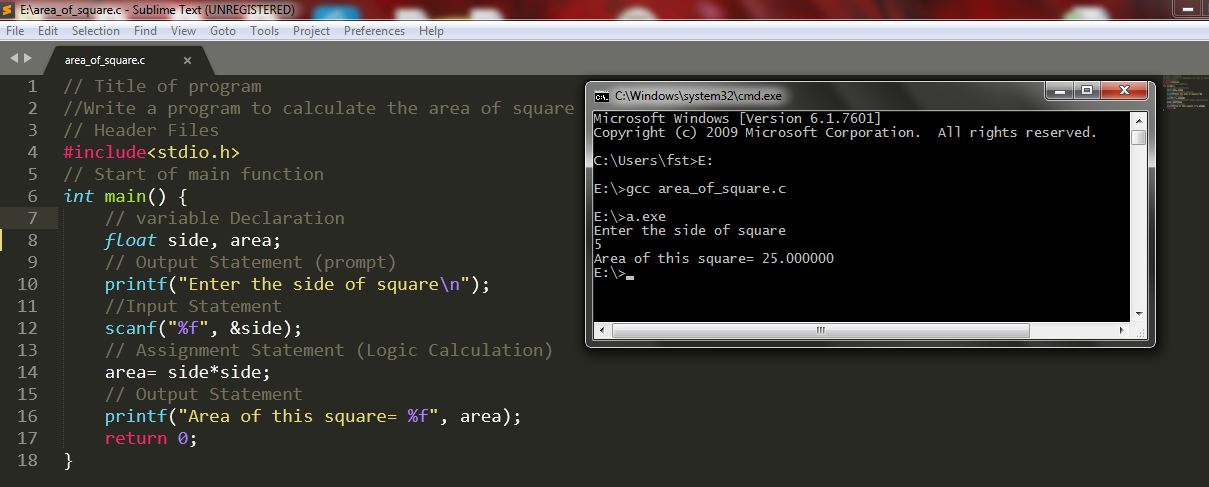 E:\area_of_square.c - Sublime Text (UNREGISTERED)
File Edit Selection Find View Goto Tools Project Preferences Help
area_of_square.c
1 // Title of program
2 //Write a program to calculate the area of square
3 // Header Files
4 #include<stdio.h>
5 // Start of main function
6 int main() {
7 // variable Declaration
8 float side, area;
9 // Output Statement (prompt)
10 printf("Enter the side of square\n");
11 //Input Statement
12 scanf("%f", &side);
13 // Assignment Statement (Logic Calculation)
14 area= side*side;
15 // Output Statement
16 printf("Area of this square= %f", area);
17 return 0;
18 }
C:\Windows\system32\cmd.exe
Microsoft Windows [Version 6.1.7601]
Copyright (c) 2009 Microsoft Corporation.  All rights reserved.
C:\Users\fst>E:
E:\>gcc area_of_square.c
E:\>a.exe
Enter the side of square
5
Area of this square= 25.000000
E:\>